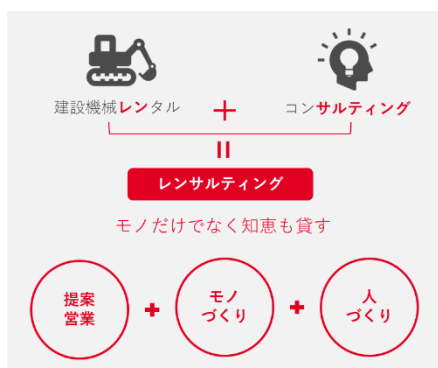 建設機械レンタル + コンサルティング
=
レンサルティング
モノだけでなく知恵も貸す
提案
営業
+
モノ
づくり
+
人
づくり